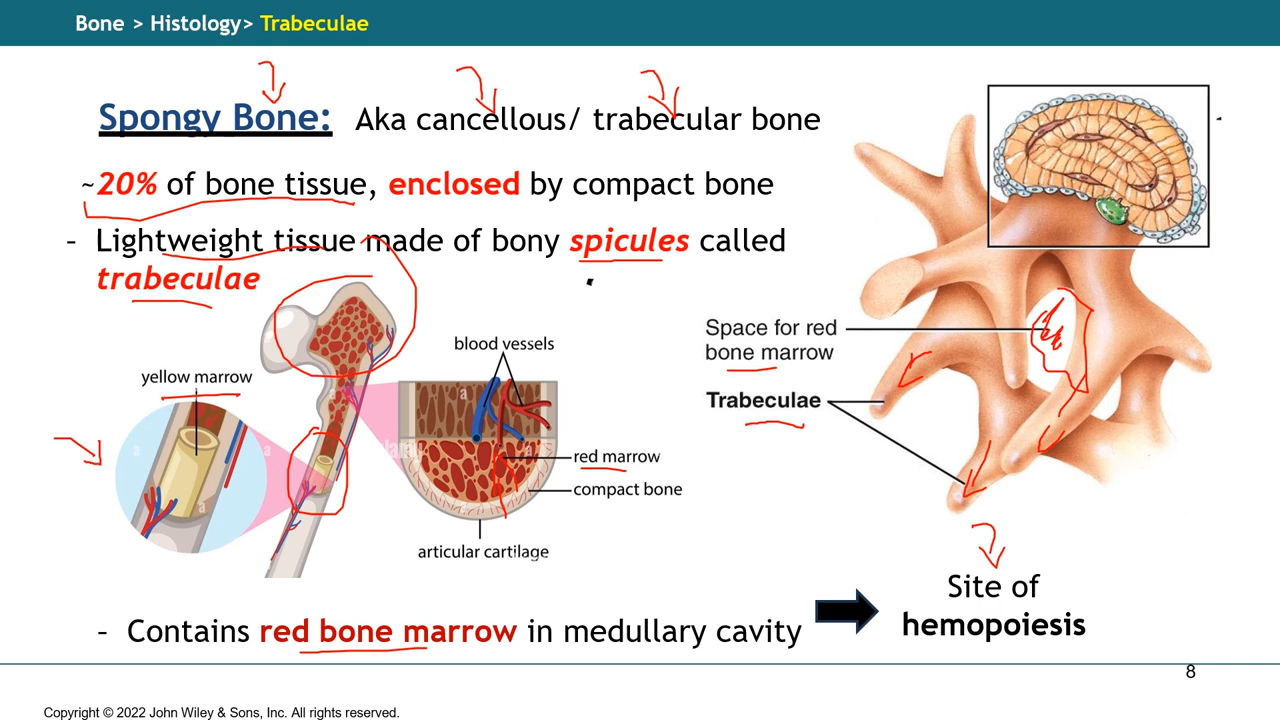 Bone > Histology> Trabeculae
Spongy Bone: Aka cancellous/ trabecular bone
~20% of bone tissue, enclosed by compact bone
- Lightweight tissue made of bony spicules called
trabeculae
blood vessels
yellow marrow
red marrow
compact bone
articular cartilage
Space for red
bone marrow
Trabeculae
- Contains red bone marrow in medullary cavity
Site of
hemopoiesis
8
Copyright © 2022 John Wiley & Sons, Inc. All rights reserved.